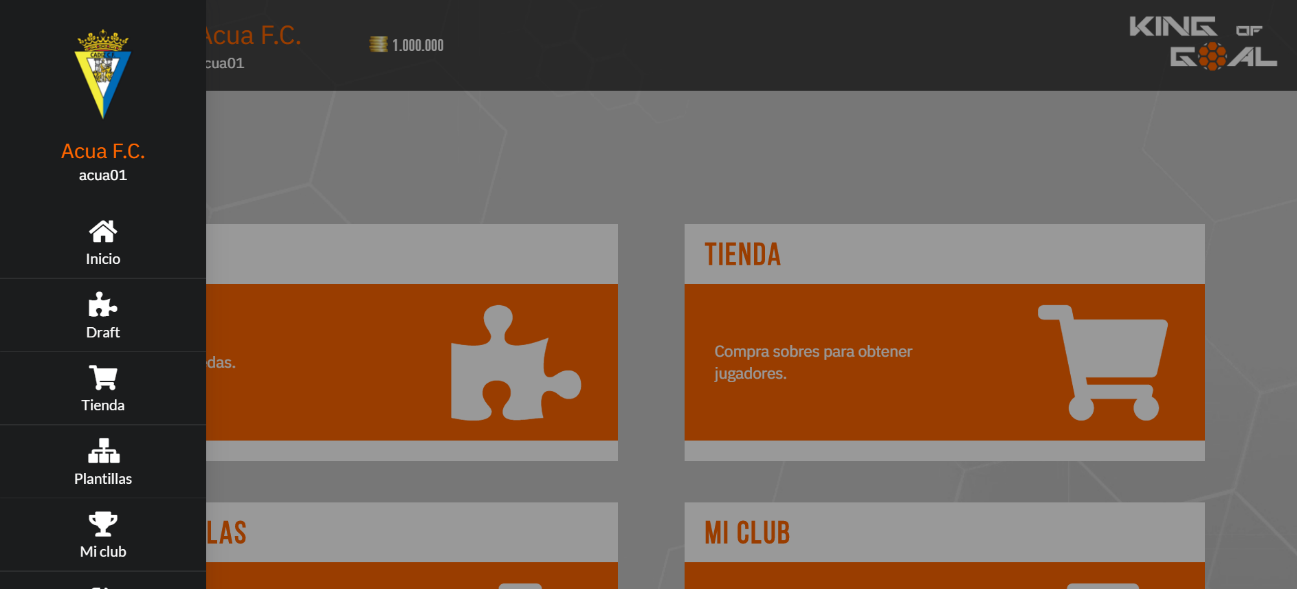 Acua F.C.
acua01
Inicio
Draft
Tienda
Plantillas
Mi club
Acua F.C.
cua01
1.000.000
KING OF
GOAL
edas.
TIENDA
Compra sobres para obtener
jugadores.
LAS
MI CLUB